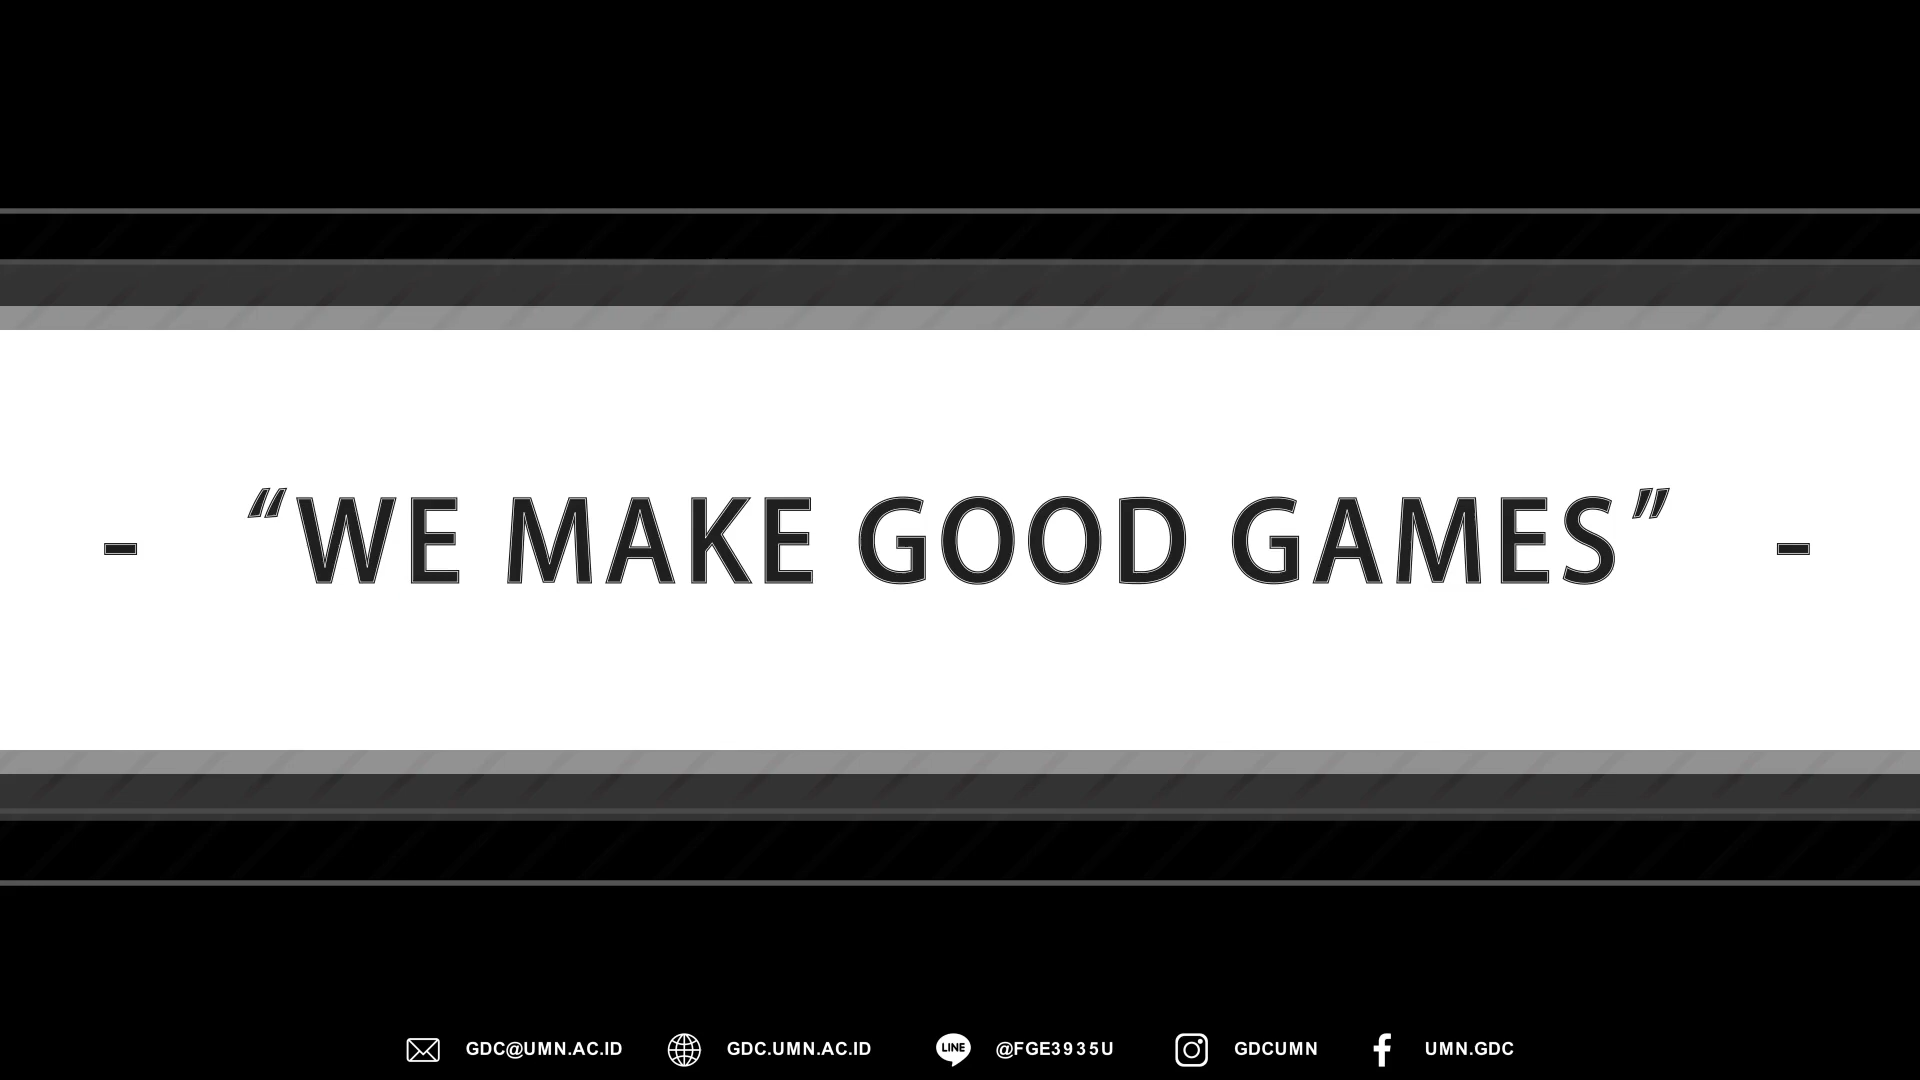 - “WE MAKE GOOD GAMES” -
GDC@UMN.AC.ID GDC.UMN.AC.ID LINE @FGE3935U GDCUMN UMN.GDC